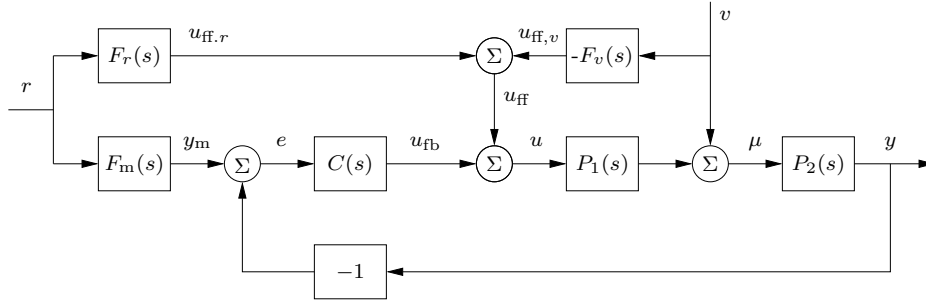 v
u_ff.r
u_ff,v
F_r(s)
Σ
-F_v(s)
r
u_ff
y_m
e
u_fb
u
μ
y
F_m(s)
Σ
C(s)
Σ
P_1(s)
Σ
P_2(s)
−1